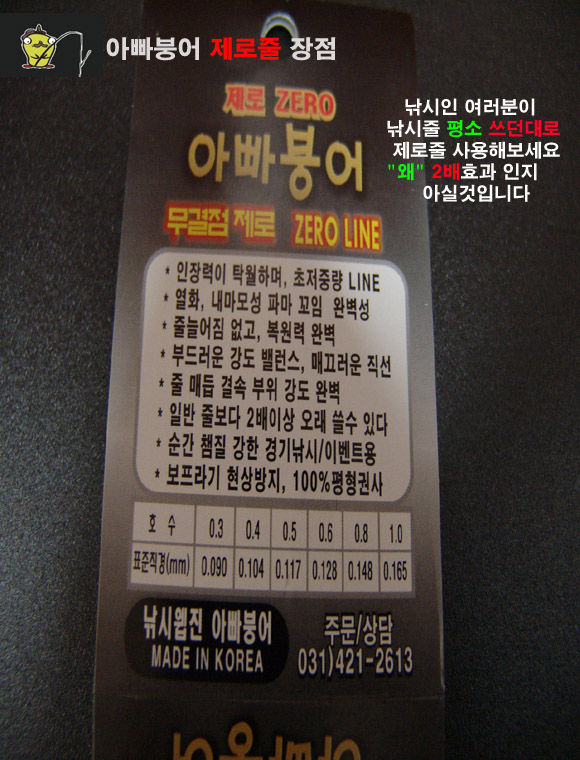 아빠붕어 제로줄 장점
낚시인 여러분이
낚시줄 평소 쓰던대로
제로줄 사용해보세요
"왜" 2배효과 인지
아실것입니다
제로 ZERO
아빠붕어
무결점 제로 ZERO LINE
* 인장력이 탁월하며, 초저중량 LINE
* 열화, 내마모성 파마 꼬임 완벽성
* 줄늘어짐 없고, 복원력 완벽
* 부드러운 강도 밸런스, 매끄러운 직선
* 줄 매듭 결속 부위 강도 완벽
* 일반 줄보다 2배이상 오래 쓸수 있다
* 순간 챔질 강한 경기낚시/이벤트용
* 보프라기 현상방지, 100%평형권사
호 수 0.3 0.4 0.5 0.6 0.8 1.0
표준직경(mm) 0.090 0.104 0.117 0.128 0.148 0.165
낚시웹진 아빠붕어
MADE IN KOREA
주문/상담
031)421-2613
아빠붕어